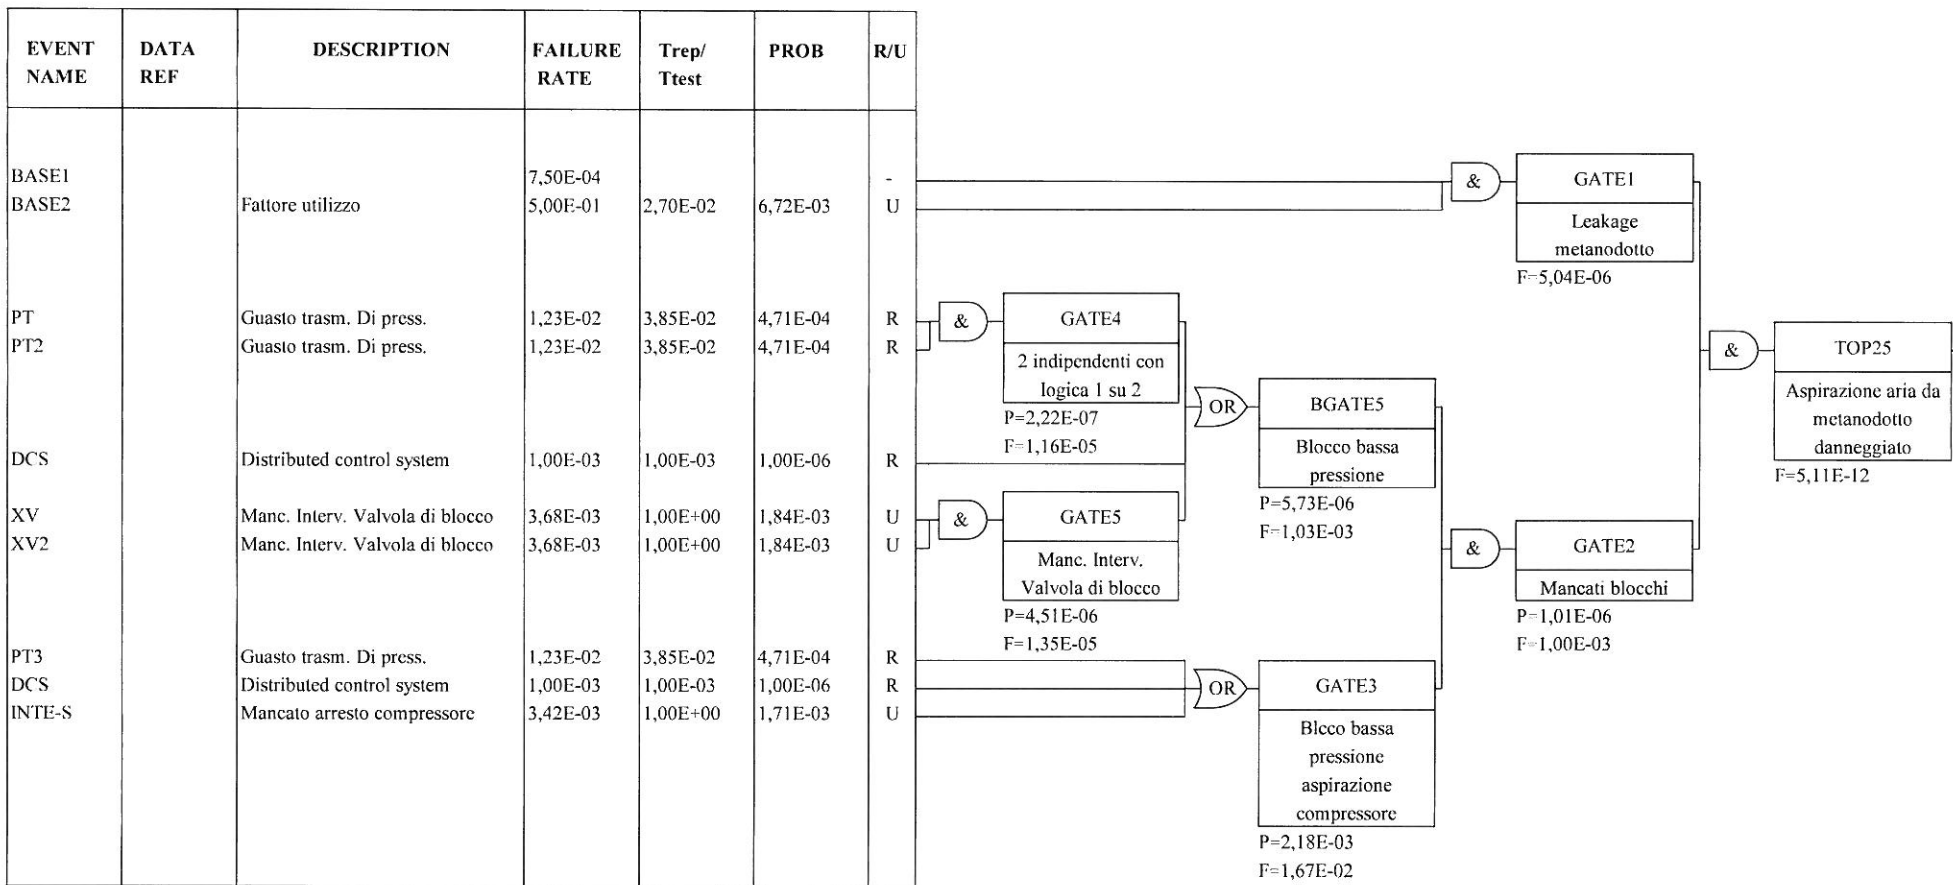 EVENT NAME DATA REF DESCRIPTION FAILURE RATE Trep/ Ttest PROB R/U
BASE1 7,50E-04 -
BASE2 Fattore utilizzo 5,00E-01 2,70E-02 6,72E-03 U
PT Guasto trasm. Di press. 1,23E-02 3,85E-02 4,71E-04 R
PT2 Guasto trasm. Di press. 1,23E-02 3,85E-02 4,71E-04 R
DCS Distributed control system 1,00E-03 1,00E-03 1,00E-06 R
XV Manc. Interv. Valvola di blocco 3,68E-03 1,00E+00 1,84E-03 U
XV2 Manc. Interv. Valvola di blocco 3,68E-03 1,00E+00 1,84E-03 U
PT3 Guasto trasm. Di press. 1,23E-02 3,85E-02 4,71E-04 R
DCS Distributed control system 1,00E-03 1,00E-03 1,00E-06 R
INTE-S Mancato arresto compressore 3,42E-03 1,00E+00 1,71E-03 U
&
GATE1
Leakage
metanodotto
F=5,04E-06
&
GATE4
2 indipendenti con
logica 1 su 2
P=2,22E-07
F=1,16E-05
&
GATE5
Manc. Interv.
Valvola di blocco
P=4,51E-06
F=1,35E-05
OR
BGATE5
Blocco bassa
pressione
P=5,73E-06
F=1,03E-03
OR
GATE3
Blcco bassa
pressione
aspirazione
compressore
P=2,18E-03
F=1,67E-02
&
GATE2
Mancati blocchi
P=1,01E-06
F=1,00E-03
&
TOP25
Aspirazione aria da
metanodotto
danneggiato
F=5,11E-12